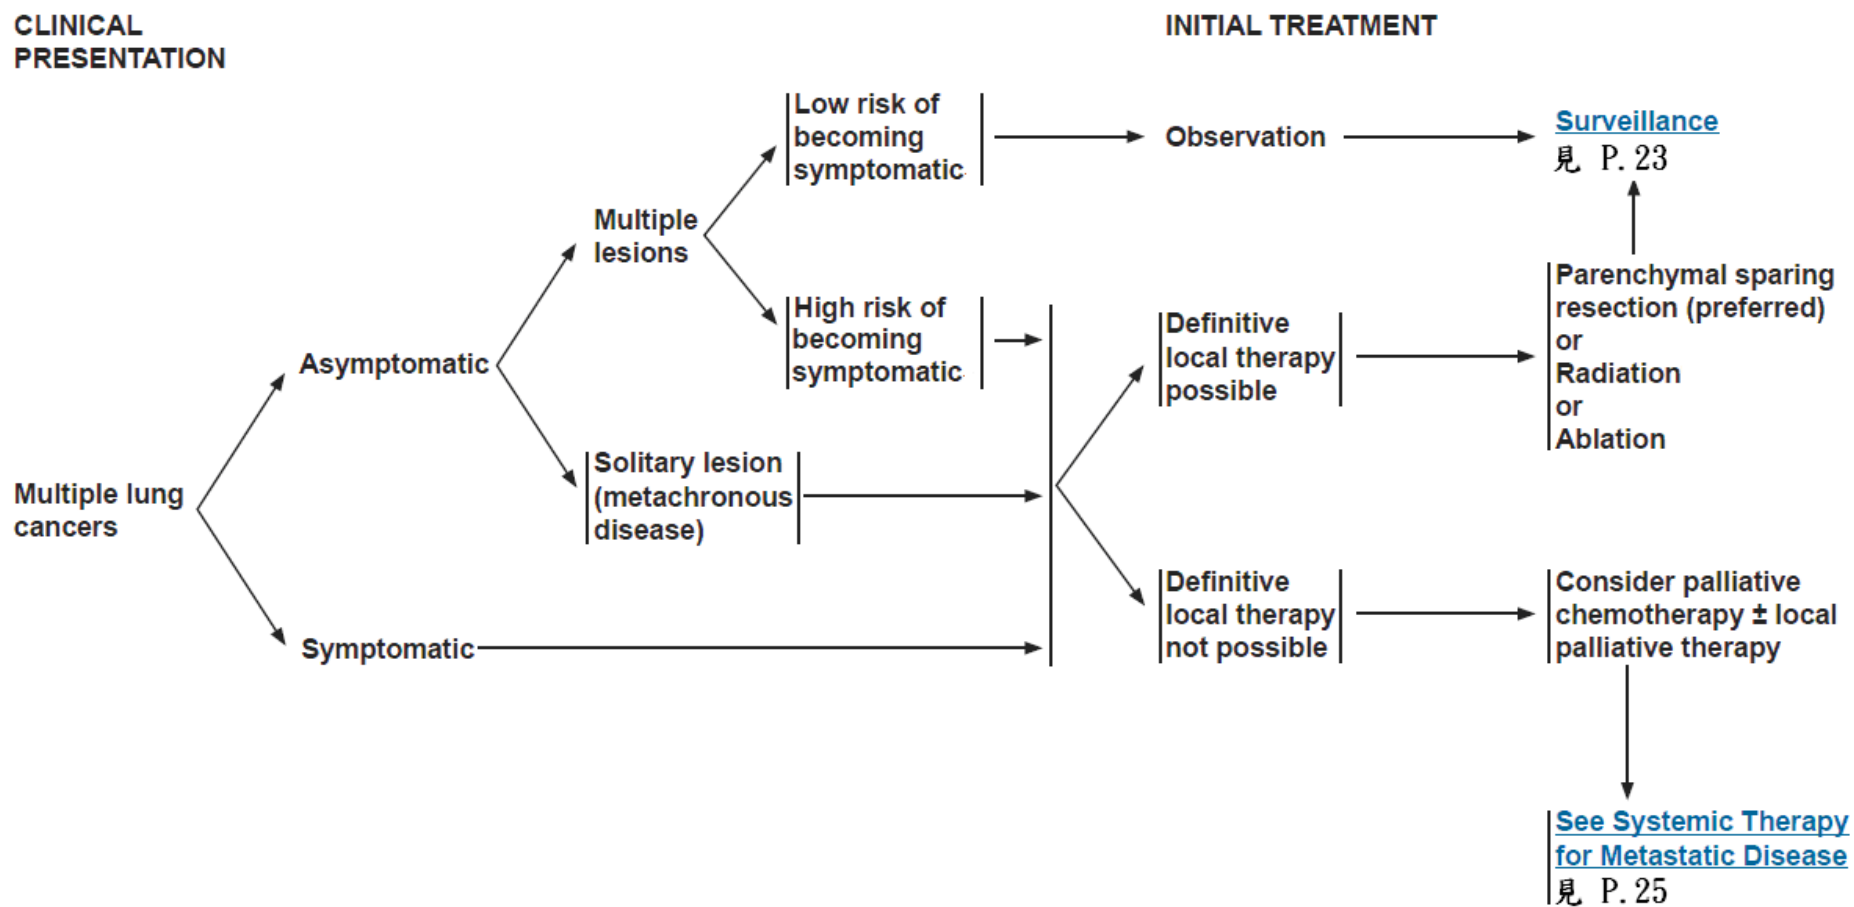 CLINICAL
PRESENTATION
INITIAL TREATMENT
Multiple lung
cancers
Asymptomatic
Symptomatic
Multiple
lesions
Solitary lesion
(metachronous
disease)
Low risk of
becoming
symptomatic
High risk of
becoming
symptomatic
Observation
Surveillance
見 P.23
Definitive
local therapy
possible
Parenchymal sparing
resection (preferred)
or
Radiation
or
Ablation
Definitive
local therapy
not possible
Consider palliative
chemotherapy ± local
palliative therapy
See Systemic Therapy
for Metastatic Disease
見 P.25